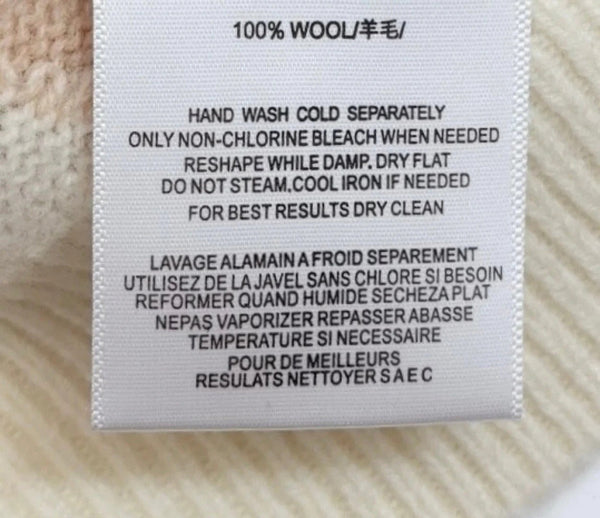 100% WOOL/羊毛/
HAND WASH COLD SEPARATELY
ONLY NON-CHLORINE BLEACH WHEN NEEDED
RESHAPE WHILE DAMP. DRY FLAT
DO NOT STEAM.COOL IRON IF NEEDED
FOR BEST RESULTS DRY CLEAN
LAVAGE ALAMAIN A FROID SEPAREMENT
UTILISEZ DE LA JAVEL SANS CHLORE SI BESOIN
REFORMER QUAND HUMIDE SECHEZA PLAT
NEPAS VAPORIZER REPASSER ABASSE
TEMPERATURE SI NECESSAIRE
POUR DE MEILLEURS
RESULATS NETTOYER S A E C